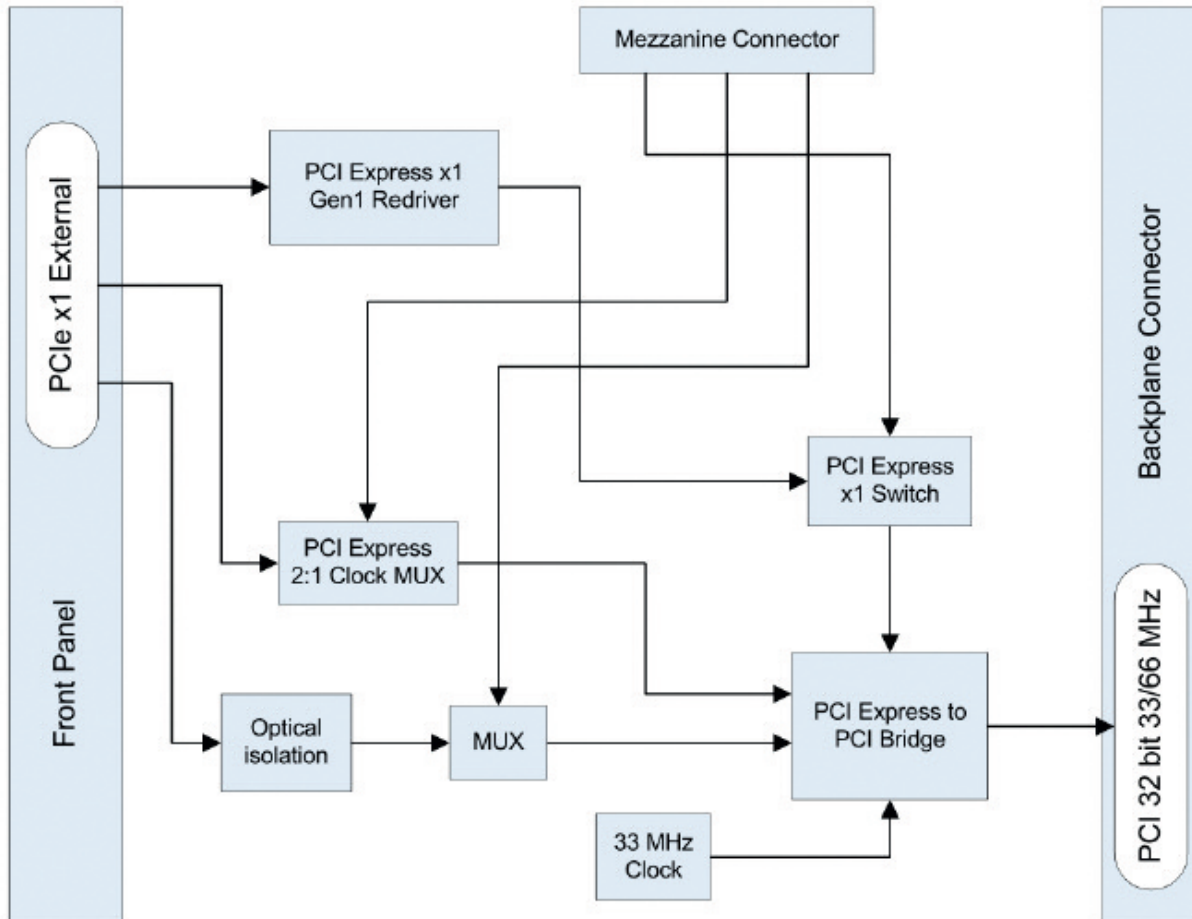 Mezzanine Connector
PCIe x1 External
Front Panel
PCI Express x1
Gen1 Redriver
PCI Express
x1 Switch
PCI Express
2:1 Clock MUX
Optical
isolation
MUX
PCI Express to
PCI Bridge
33 MHz
Clock
Backplane Connector
PCI 32 bit 33/66 MHz